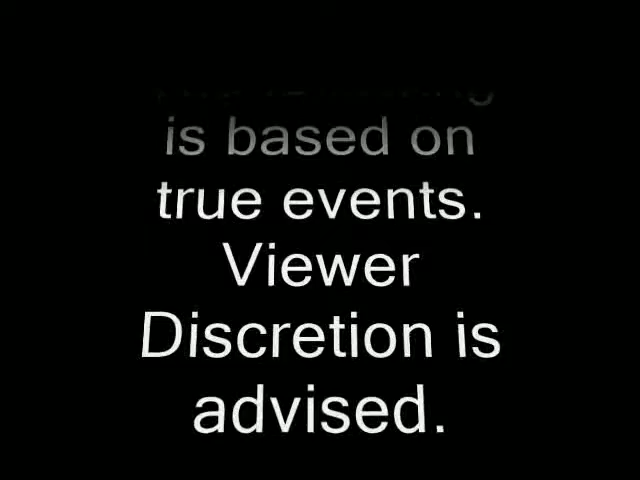 is based on
true events.
Viewer
Discretion is
advised.